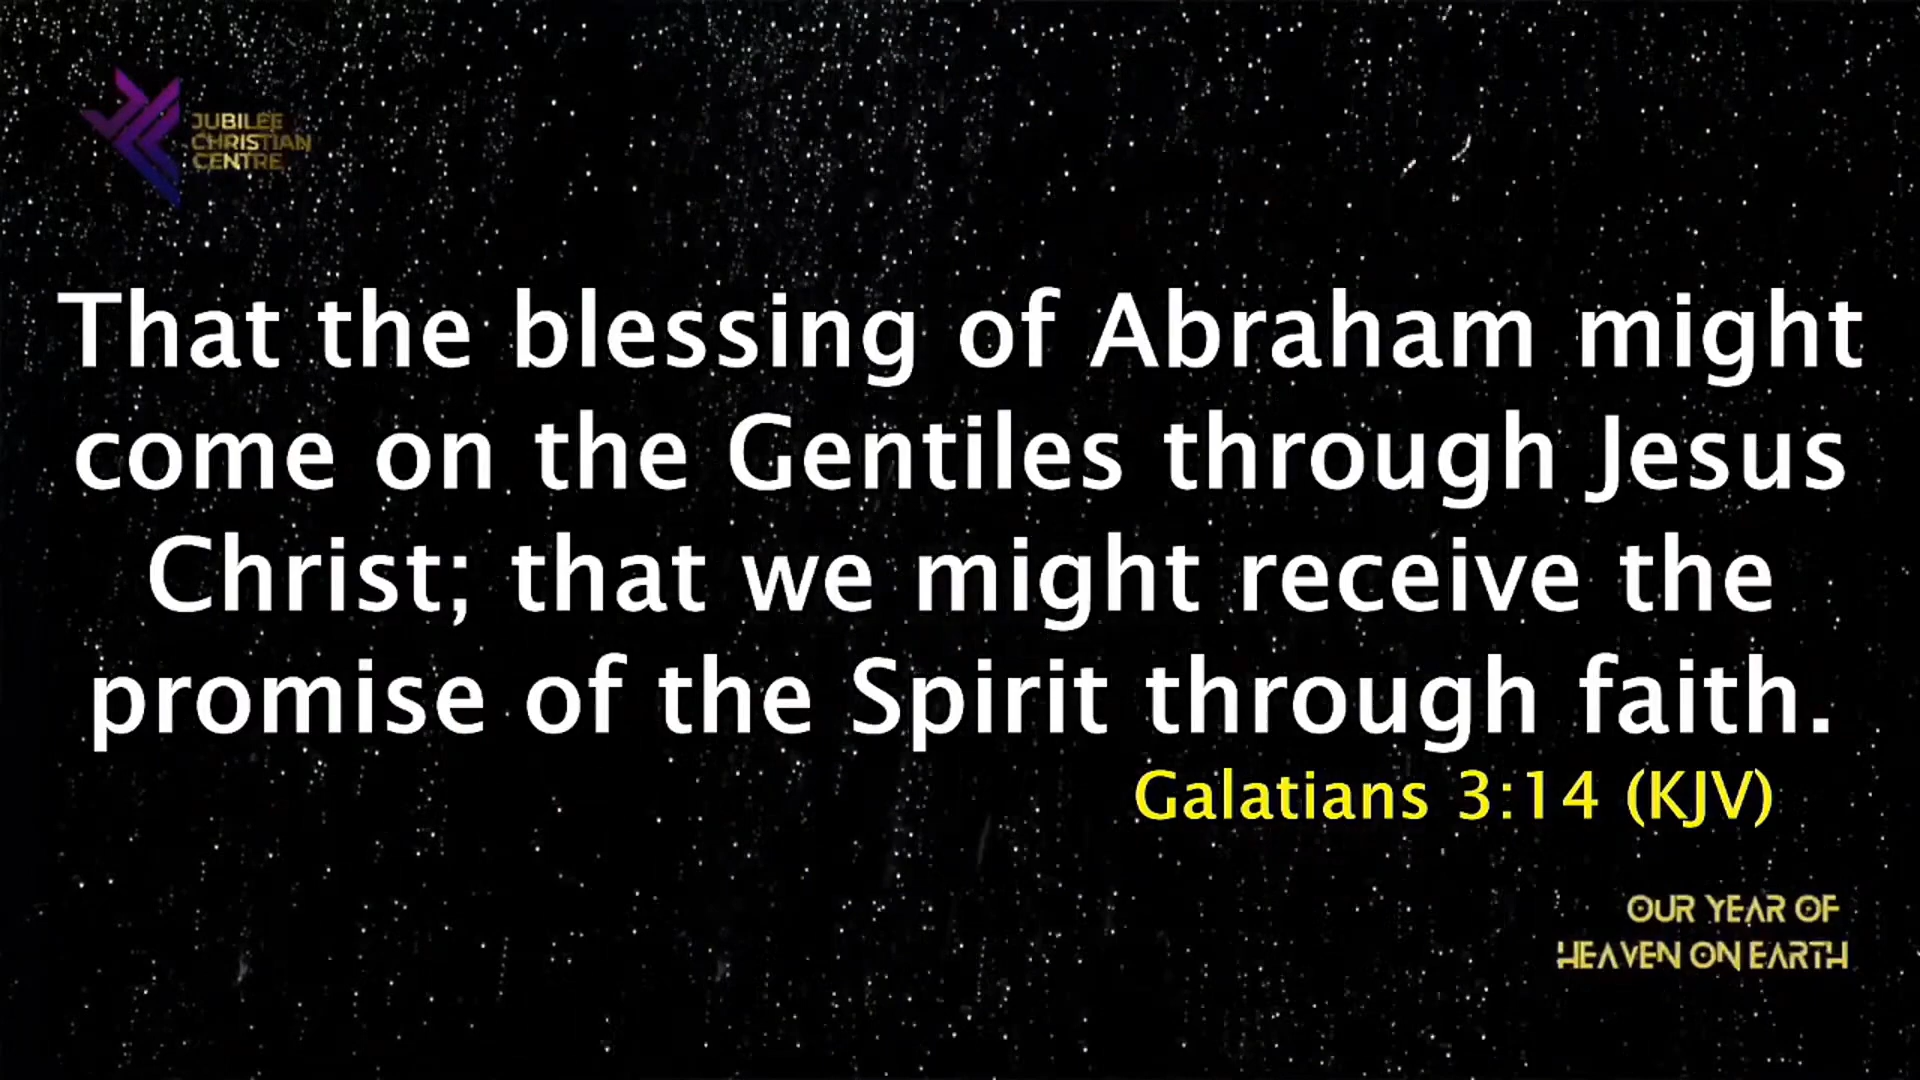 JUBILEE
CHRISTIAN
CENTRE
That the blessing of Abraham might
come on the Gentiles through Jesus
Christ; that we might receive the
promise of the Spirit through faith.
Galatians 3:14 (KJV)
OUR YEAR OF
HEAVEN ON EARTH